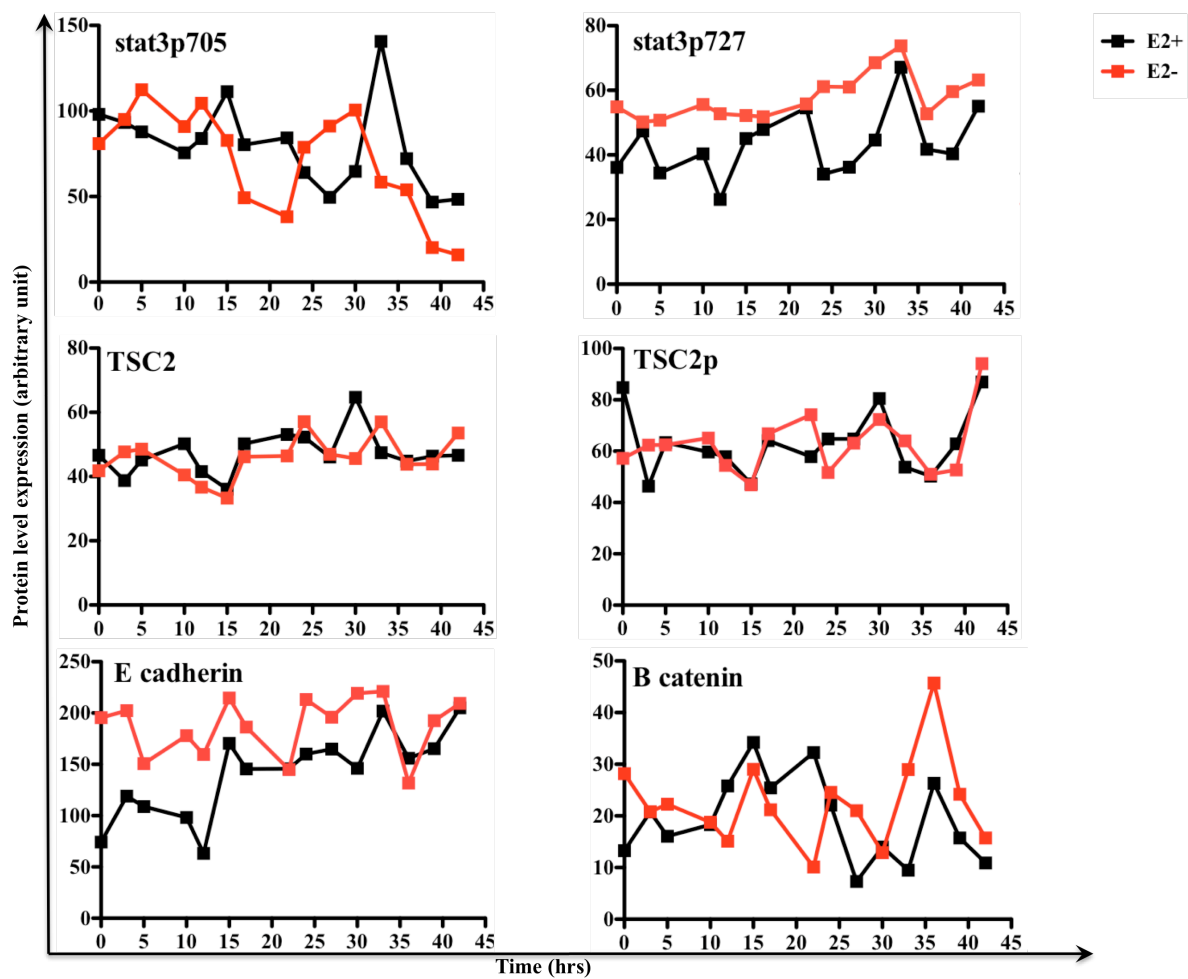 stat3p705
150
100
50
0
0 5 10 15 20 25 30 35 40 45
stat3p727
80
60
40
20
0
0 5 10 15 20 25 30 35 40 45
E2+
E2-
TSC2
80
60
40
20
0
0 5 10 15 20 25 30 35 40 45
TSC2p
100
80
60
40
20
0
0 5 10 15 20 25 30 35 40 45
E cadherin
250
200
150
100
50
0
0 5 10 15 20 25 30 35 40 45
B catenin
50
40
30
20
10
0
0 5 10 15 20 25 30 35 40 45
Protein level expression (arbitrary unit)
Time (hrs)